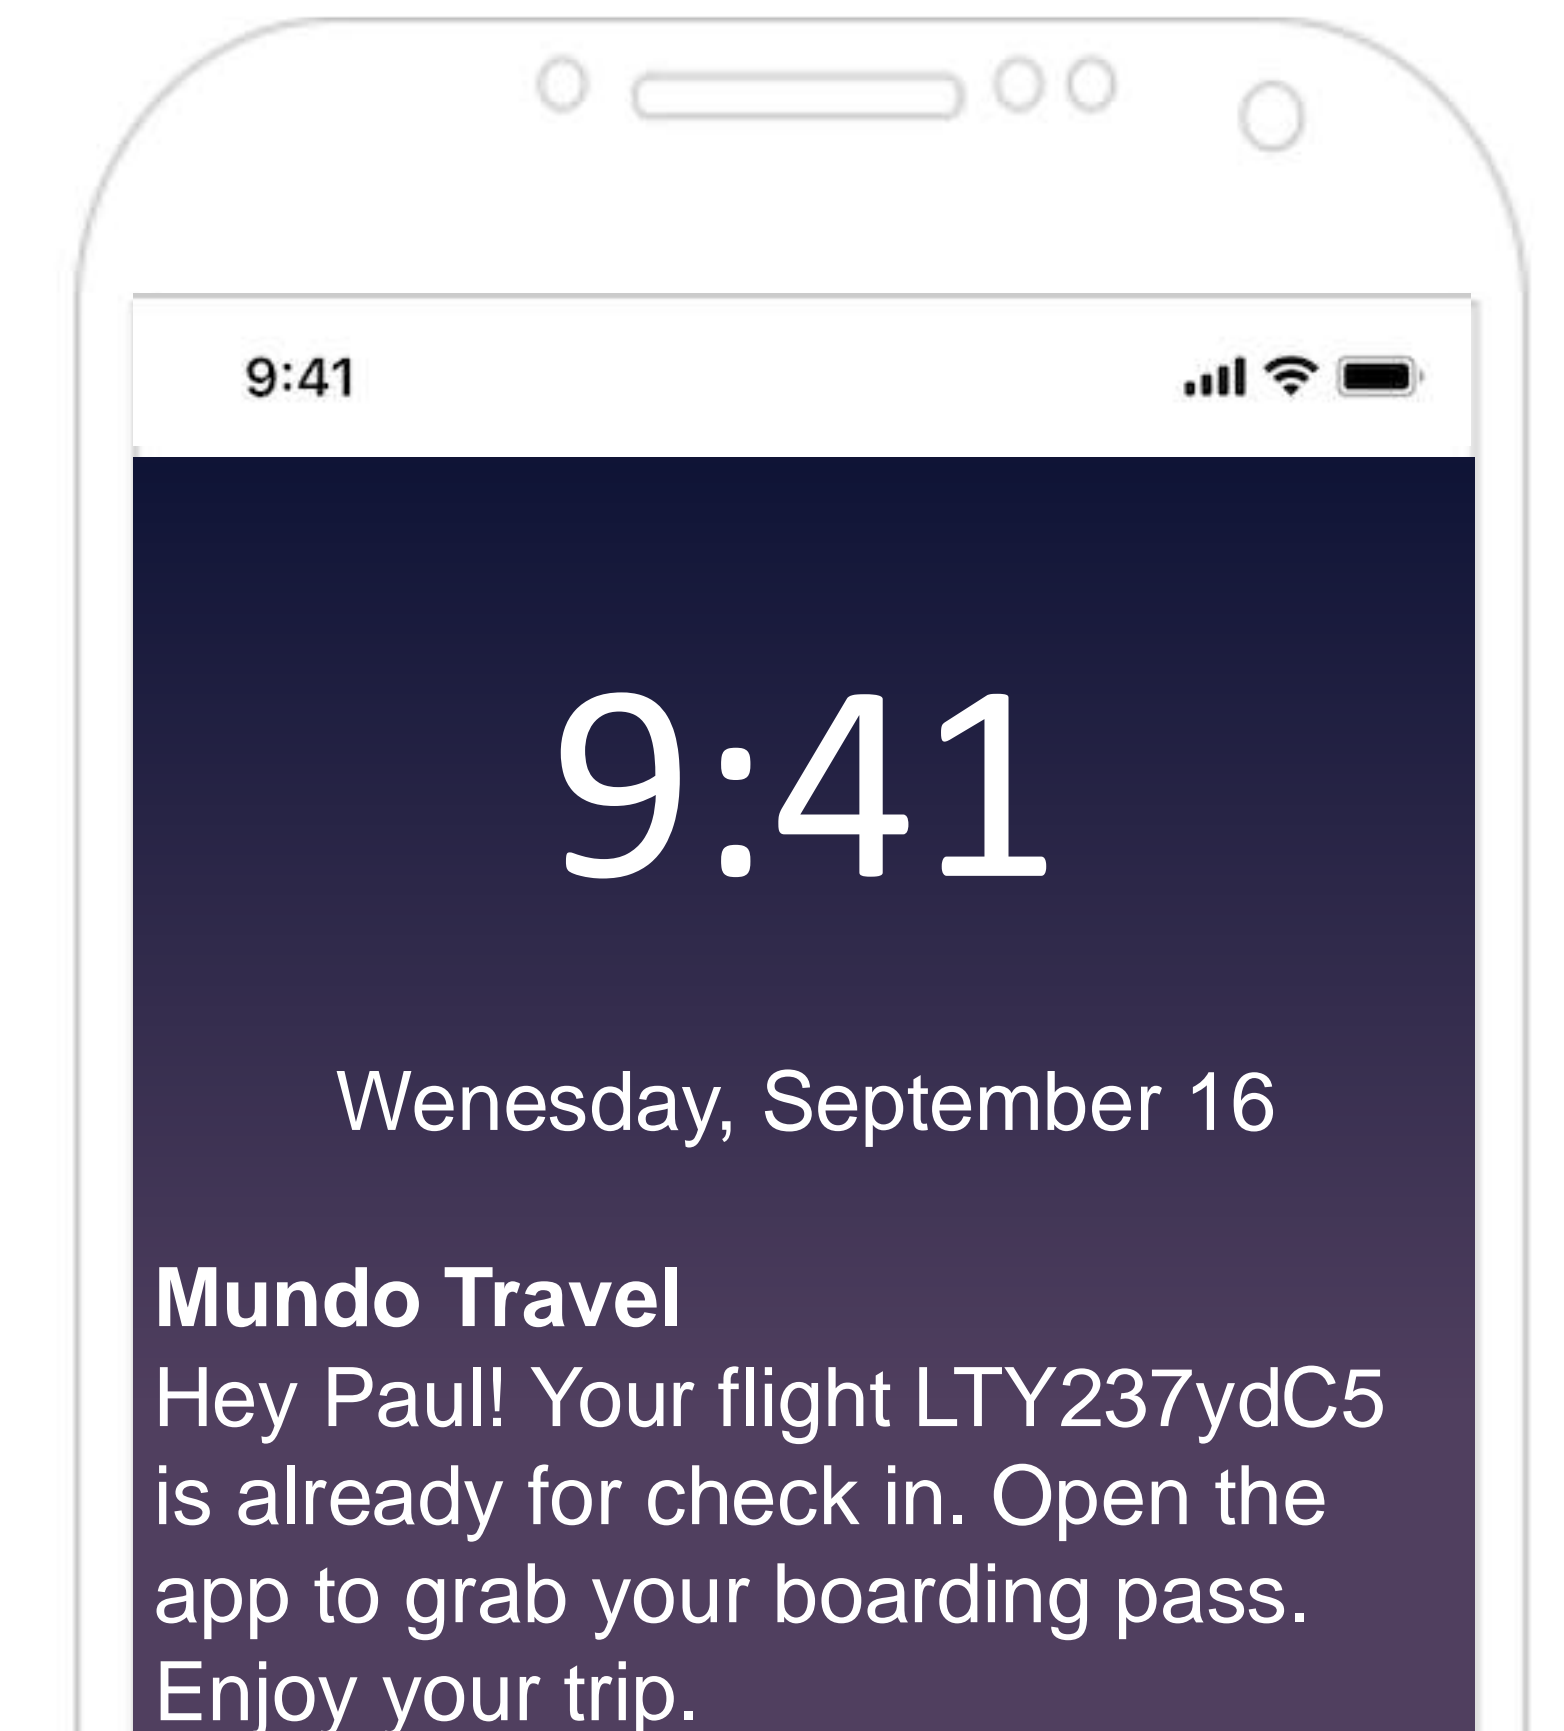 9:41
9:41
Wenesday, September 16
Mundo Travel
Hey Paul! Your flight LTY237ydC5
is already for check in. Open the
app to grab your boarding pass.
Enjoy your trip.